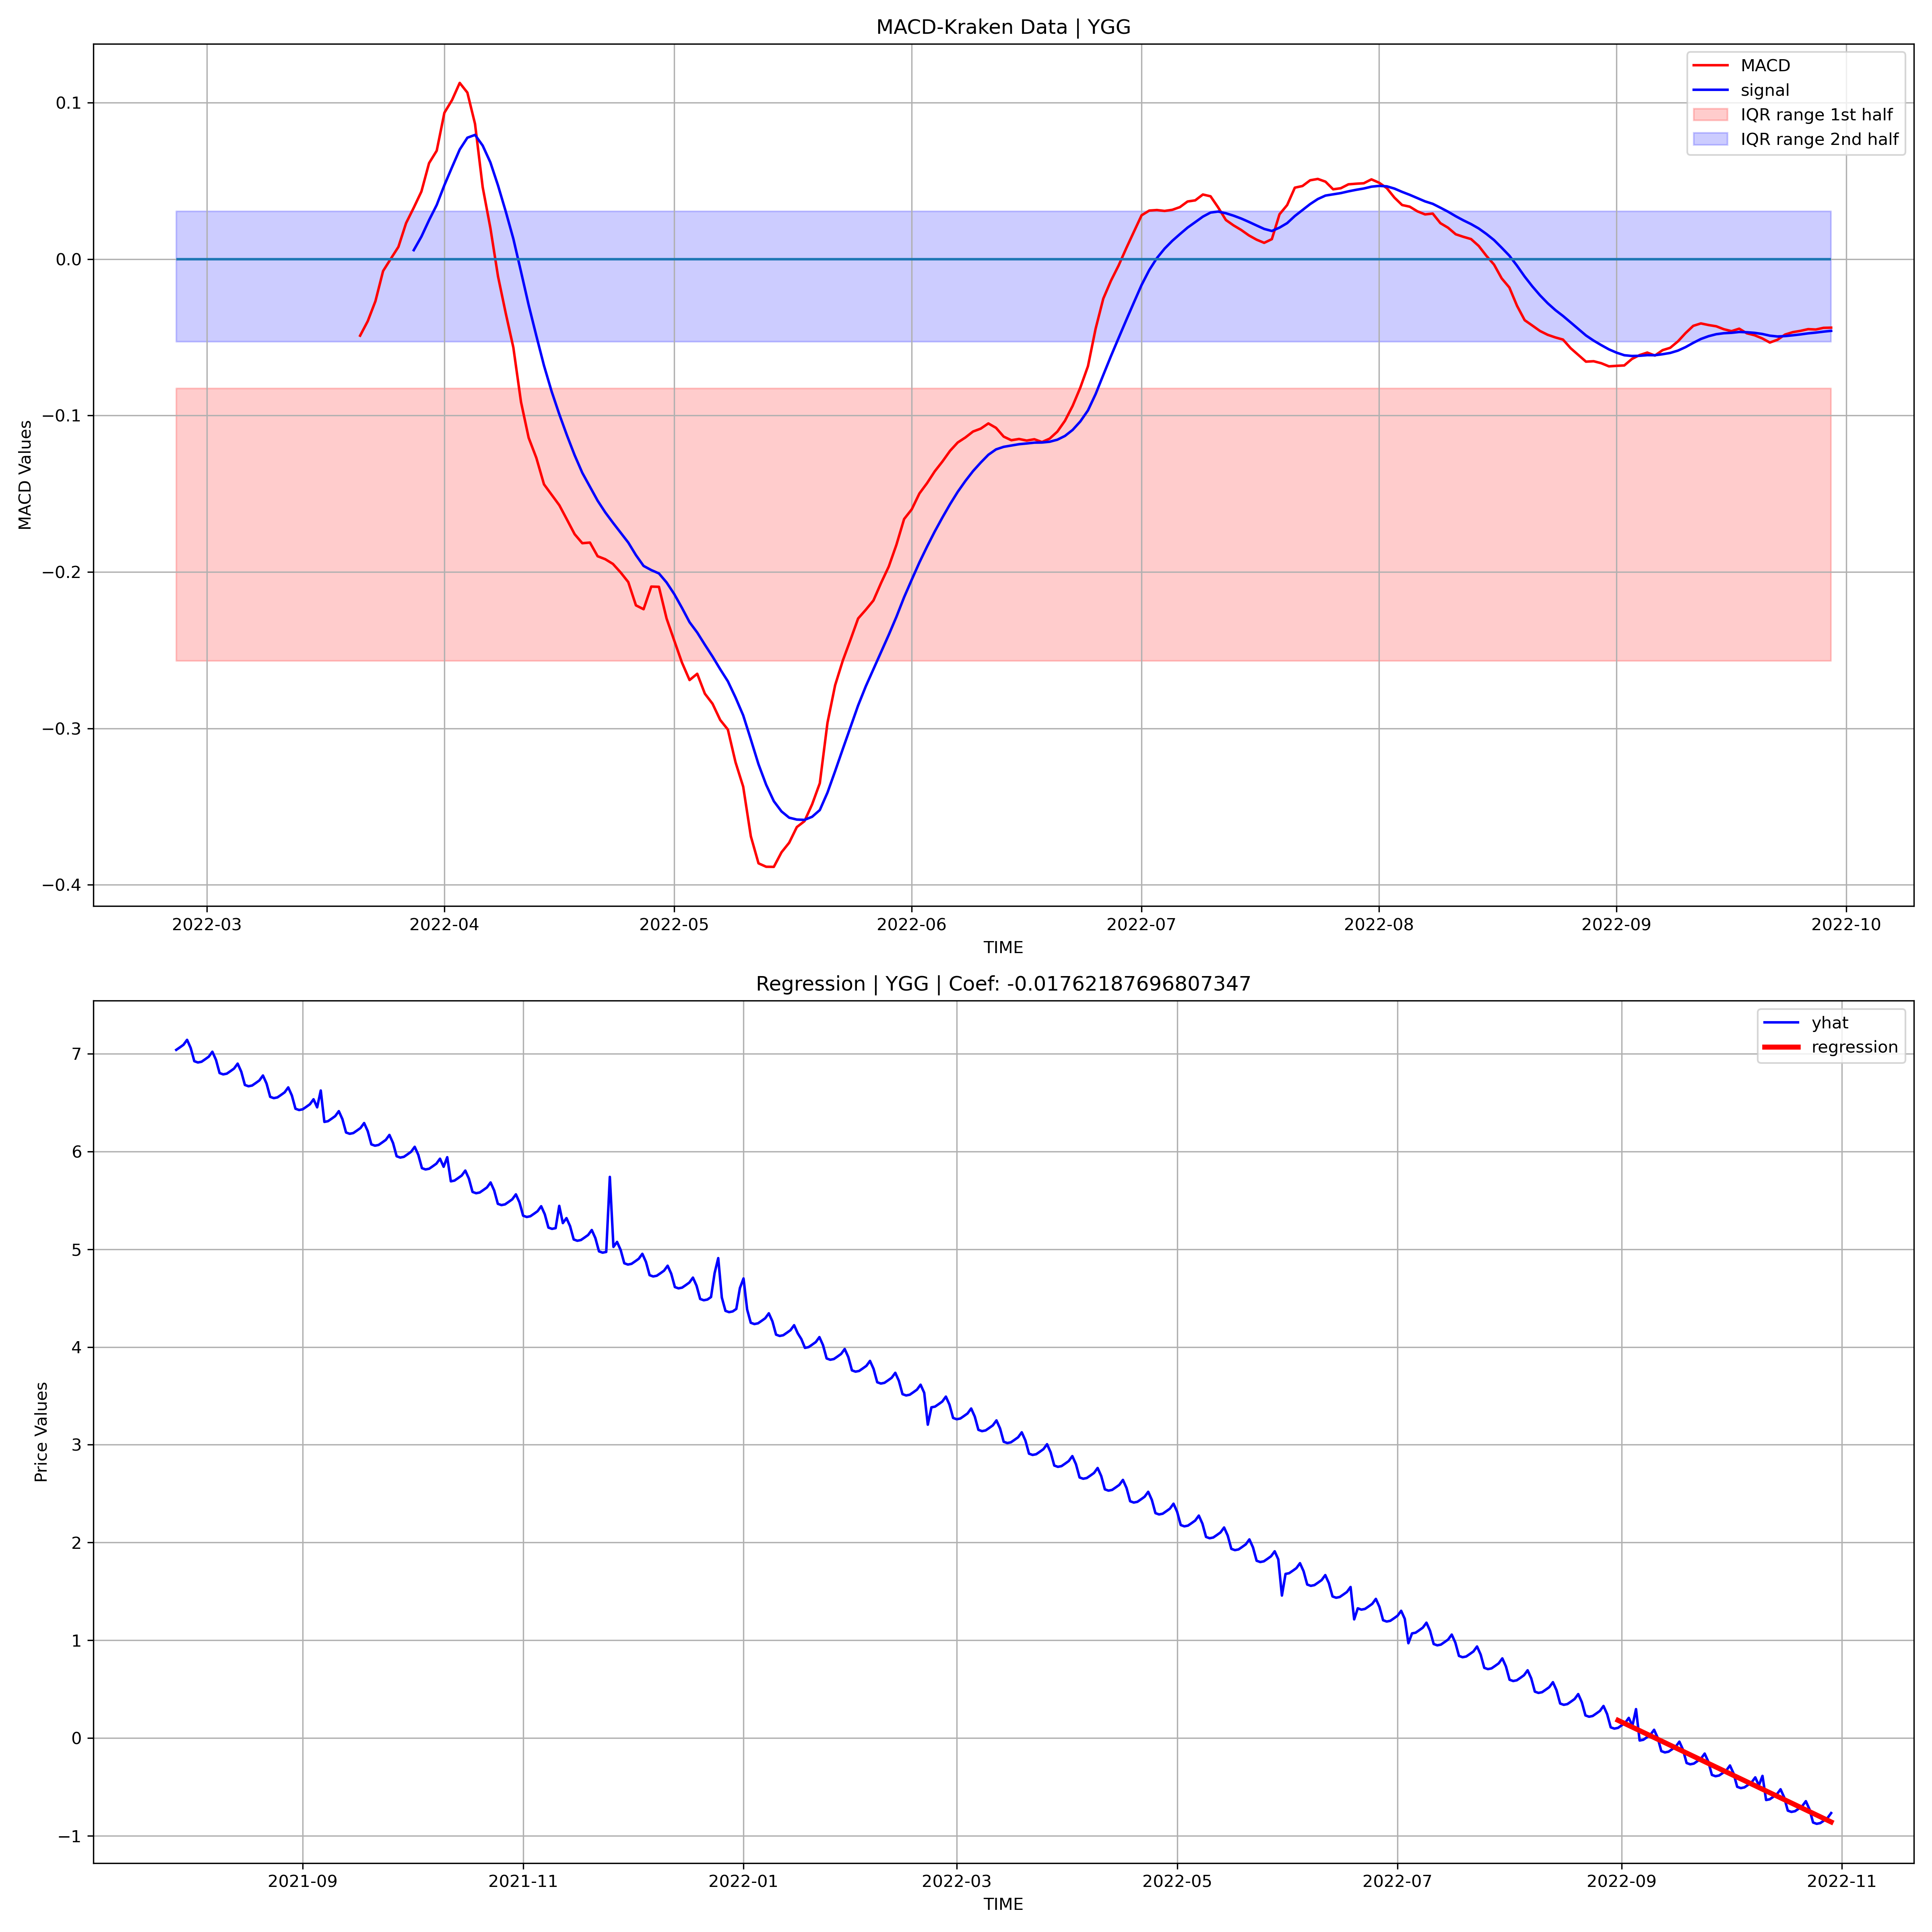 MACD-Kraken Data | YGG
MACD
signal
IQR range 1st half
IQR range 2nd half
0.1
0.0
−0.1
−0.2
−0.3
−0.4
MACD Values
2022-03 2022-04 2022-05 2022-06 2022-07 2022-08 2022-09 2022-10
TIME
Regression | YGG | Coef: -0.01762187696807347
yhat
regression
7
6
5
4
3
2
1
0
−1
Price Values
2021-09 2021-11 2022-01 2022-03 2022-05 2022-07 2022-09 2022-11
TIME